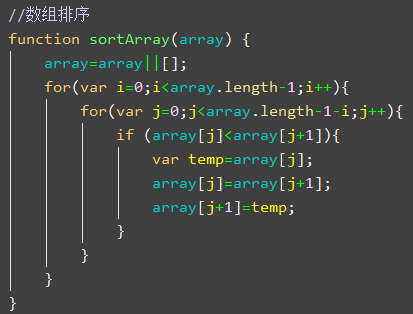 //数组排序
function sortArray(array) {
    array=array||[];
    for(var i=0;i<array.length-1;i++){
        for(var j=0;j<array.length-1-i;j++){
            if (array[j]<array[j+1]){
                var temp=array[j];
                array[j]=array[j+1];
                array[j+1]=temp;
            }
        }
    }
}